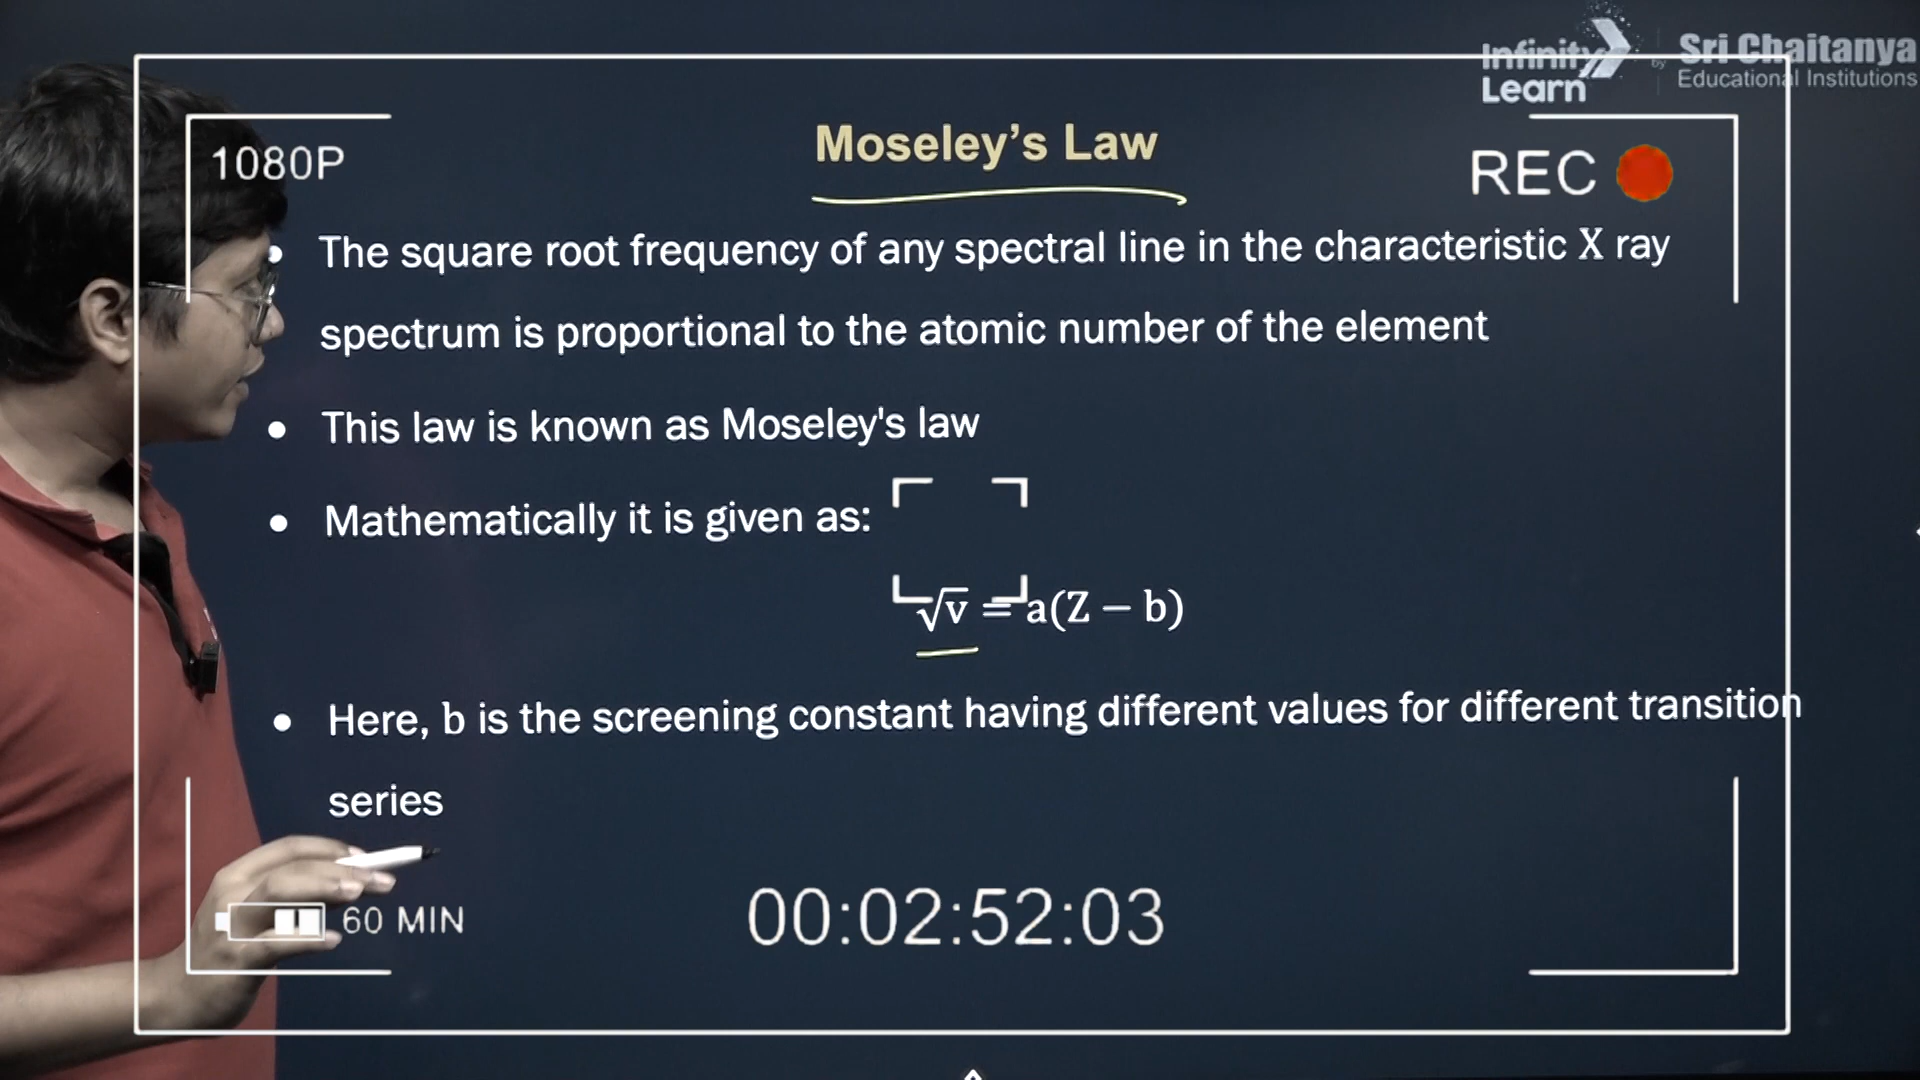 Infinity Learn by Sri Chaitanya Educational Institutions
Moseley's Law
1080P
REC
• The square root frequency of any spectral line in the characteristic X ray
spectrum is proportional to the atomic number of the element
• This law is known as Moseley's law
• Mathematically it is given as:
√v = a(Z – b)
• Here, b is the screening constant having different values for different transition
series
60 MIN
00:02:52:03